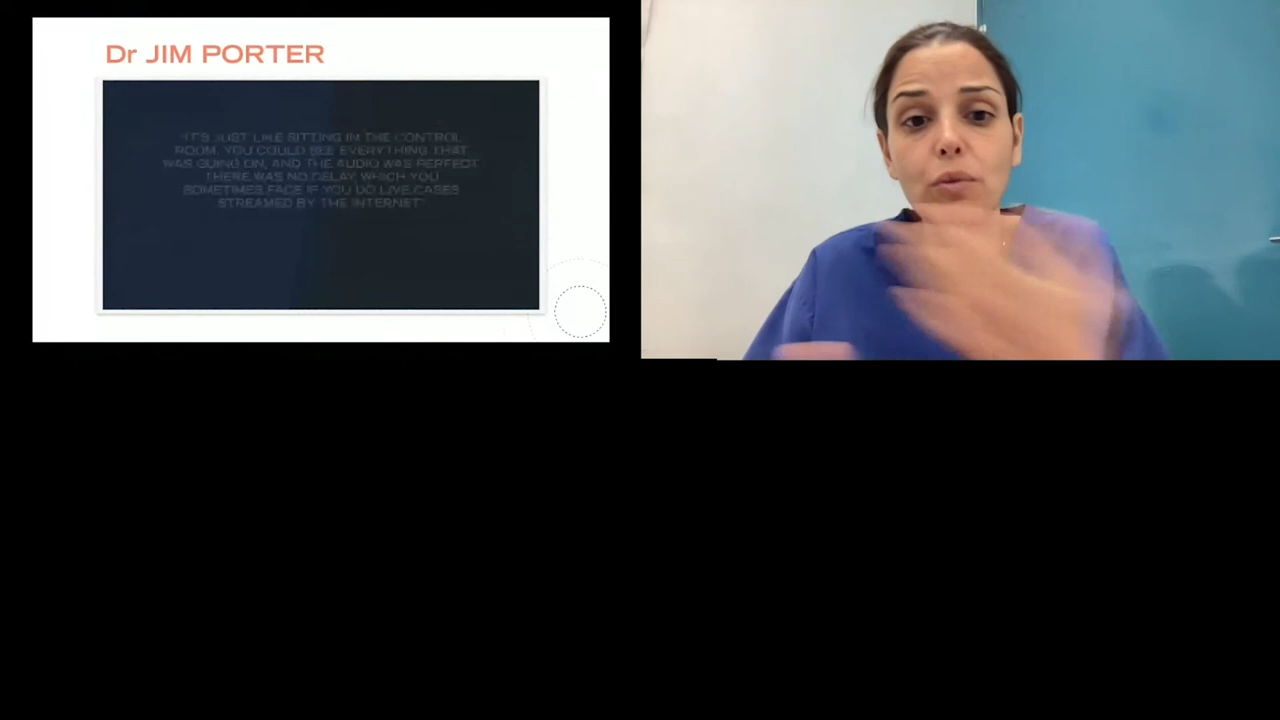 Dr JIM PORTER
"IT'S JUST LIKE SITTING IN THE CONTROL
ROOM. YOU COULD SEE EVERYTHING THAT
WAS GOING ON, AND THE AUDIO WAS PERFECT
THERE WAS NO DELAY WHICH YOU
SOMETIMES FACE IF YOU DO LIVE CASES
STREAMED BY THE INTERNET"